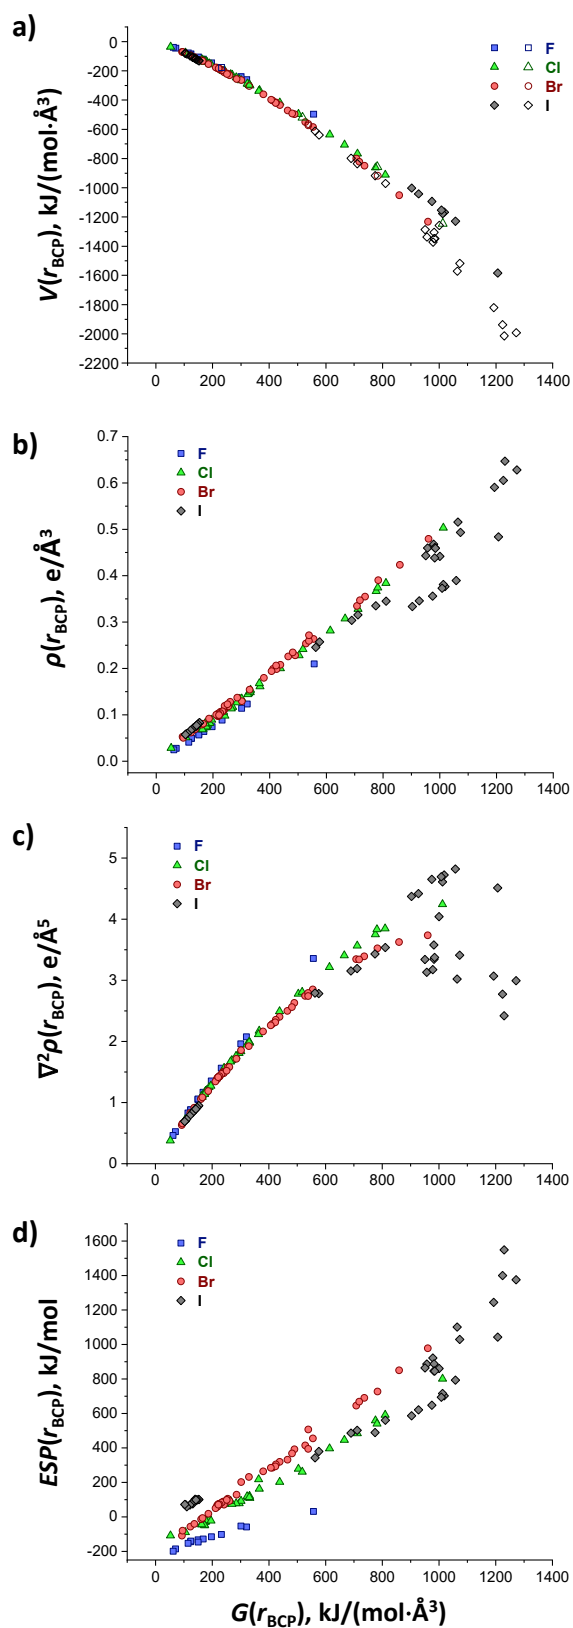 a)
0
-200
-400
-600
-800
-1000
-1200
-1400
-1600
-1800
-2000
-2200
V(r_BCP), kJ/(mol·Å³)
F
Cl
Br
I
0 200 400 600 800 1000 1200 1400
b)
0.7
0.6
0.5
0.4
0.3
0.2
0.1
0.0
ρ(r_BCP), e/Å³
F
Cl
Br
I
0 200 400 600 800 1000 1200 1400
c)
5
4
3
2
1
0
∇²ρ(r_BCP), e/Å⁵
F
Cl
Br
I
0 200 400 600 800 1000 1200 1400
d)
1600
1400
1200
1000
800
600
400
200
0
-200
ESP(r_BCP), kJ/mol
F
Cl
Br
I
0 200 400 600 800 1000 1200 1400
G(r_BCP), kJ/(mol·Å³)